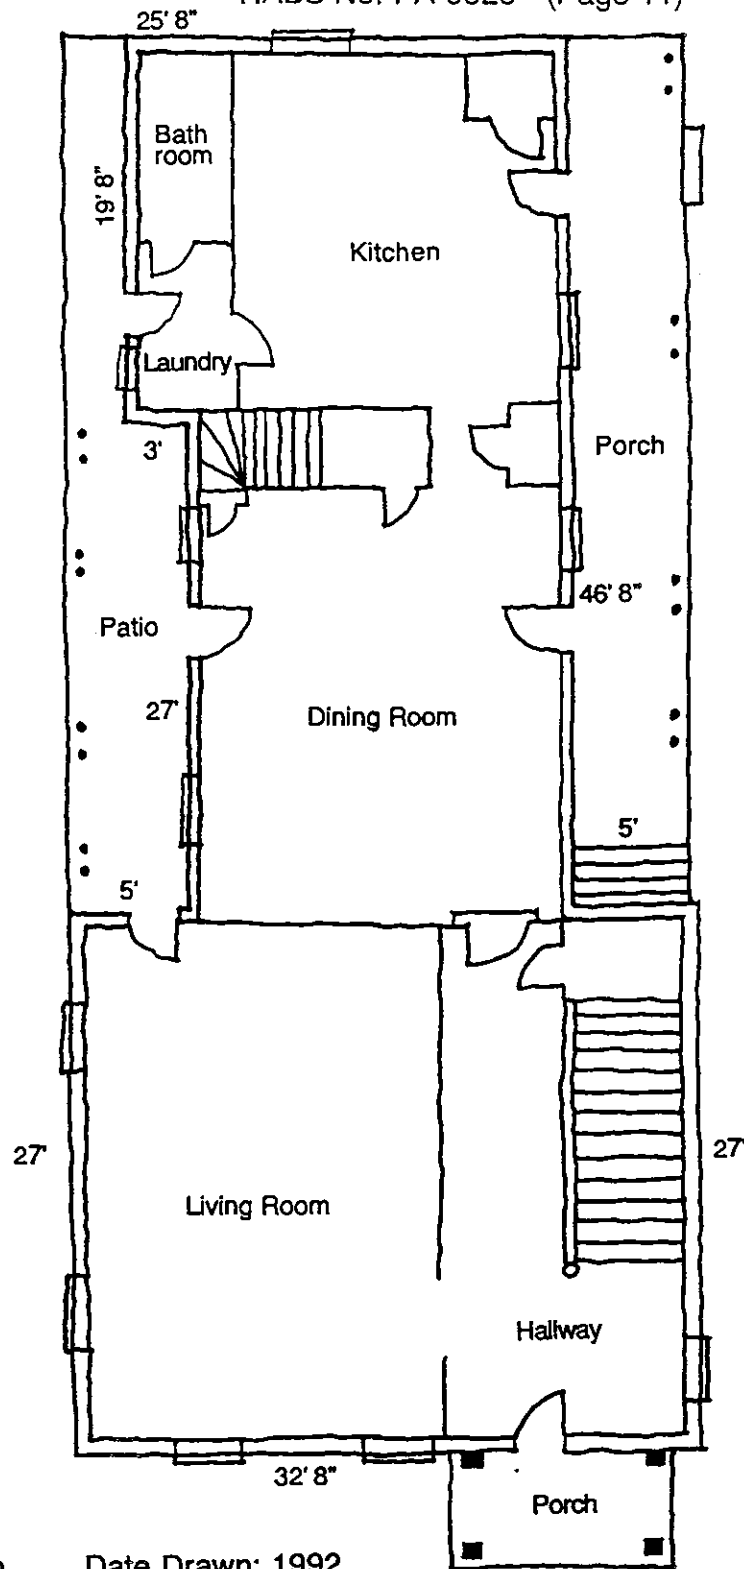 25' 8"
Bath
room
19' 8"
Kitchen
Laundry
3'
Porch
46' 8"
Patio
27'
Dining Room
5'
5'
27'
27'
Living Room
Hallway
32' 8"
Porch
Date Drawn: 1992